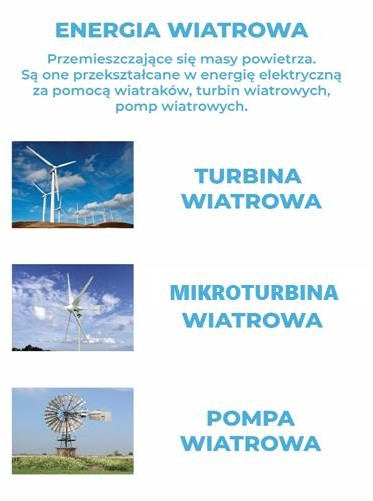 ENERGIA WIATROWA
Przemieszczające się masy powietrza.
Są one przekształcane w energię elektryczną
za pomocą wiatraków, turbin wiatrowych,
pomp wiatrowych.
TURBINA
WIATROWA
MIKROTURBINA
WIATROWA
POMPA
WIATROWA